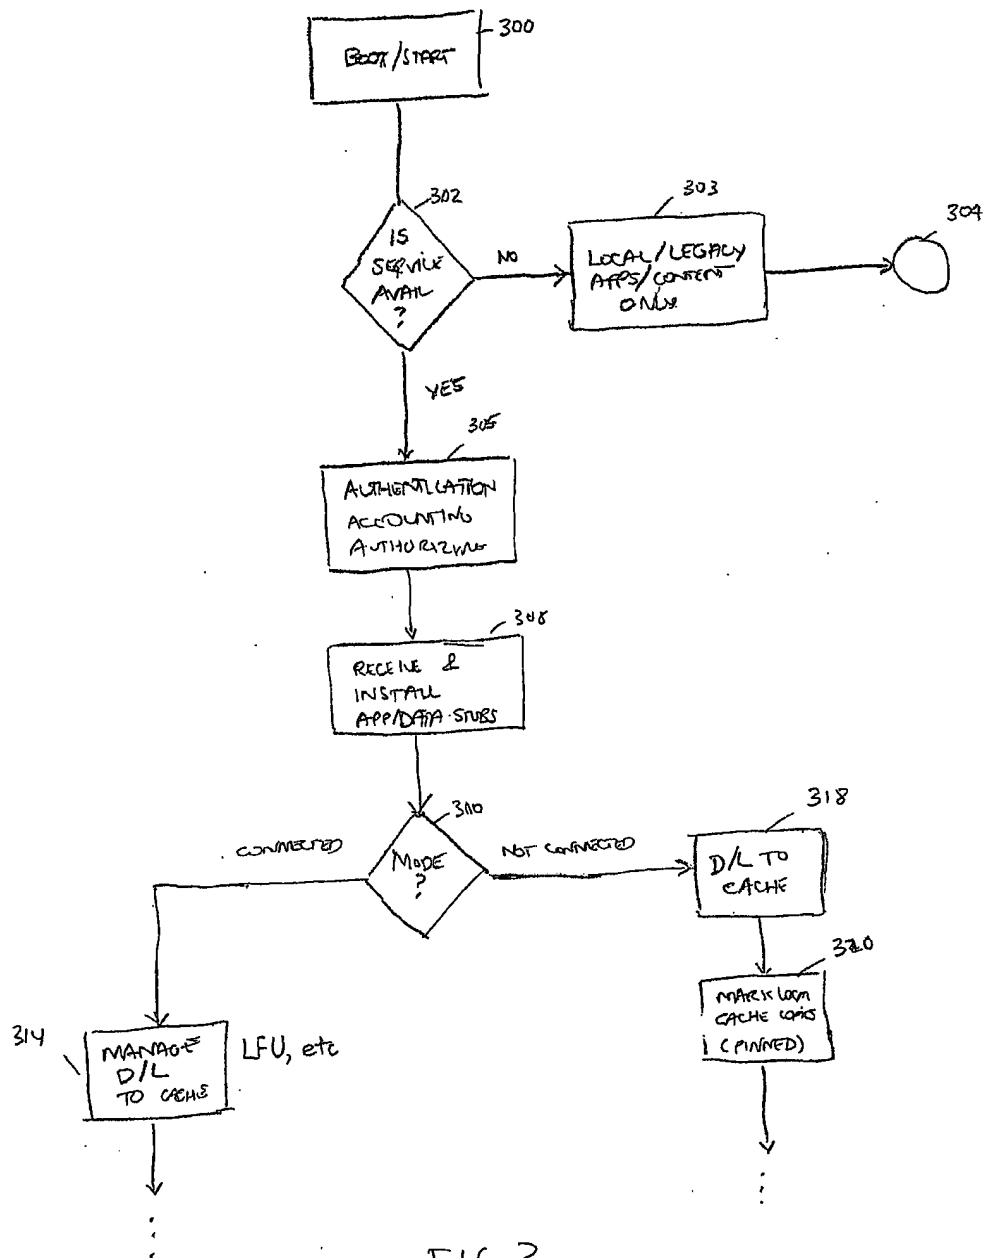 300
BOOT/START
302
IS
SERVICE
AVAIL
?
NO
303
LOCAL/LEGACY
APPS/CONTENT
ONLY
304
YES
305
AUTHENTICATION
ACCOUNTING
AUTHORIZING
308
RECEIVE &
INSTALL
APP/DATA STUBS
310
MODE
?
CONNECTED
NOT CONNECTED
318
D/L TO
CACHE
320
MARK
CACHE
(PINNED)
314
MANAGE
D/L
TO CACHE
LFU, etc
FIG 3